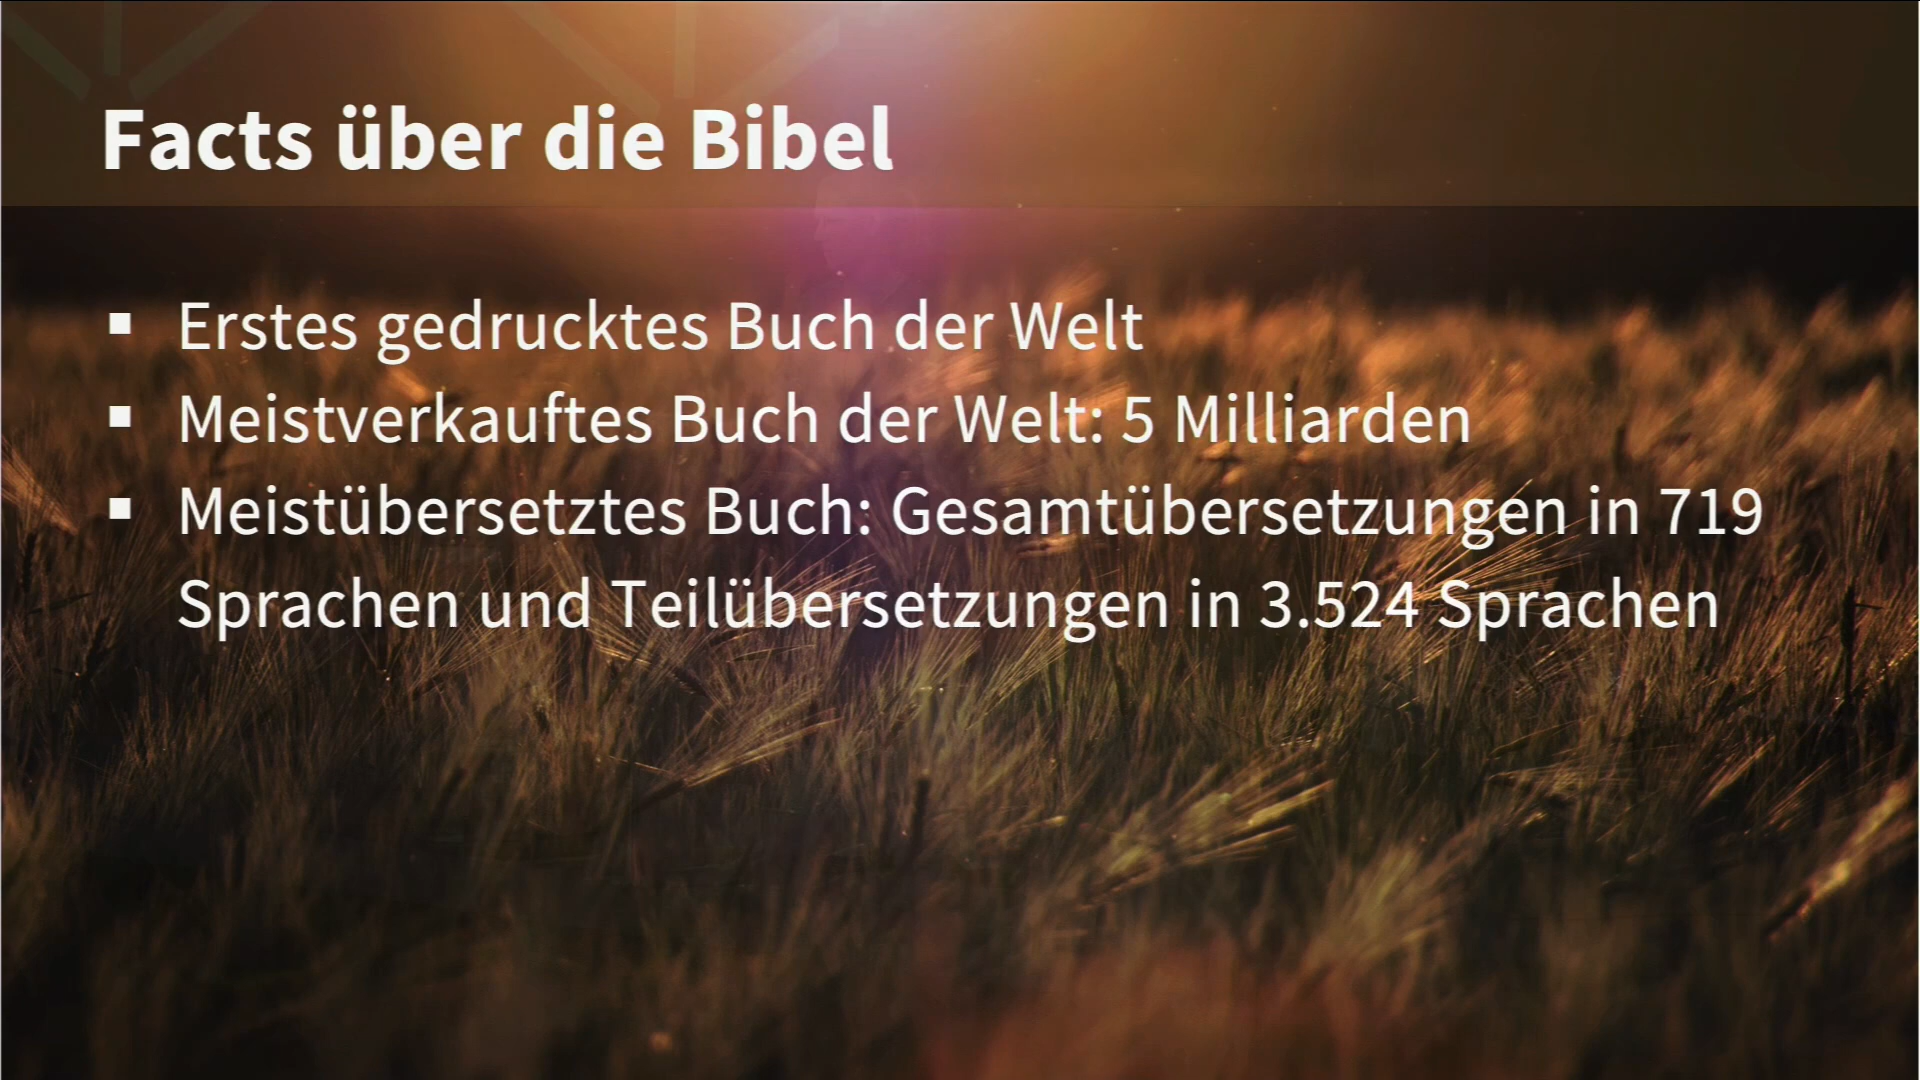 Facts über die Bibel
▪ Erstes gedrucktes Buch der Welt
▪ Meistverkauftes Buch der Welt: 5 Milliarden
▪ Meistübersetztes Buch: Gesamtübersetzungen in 719
Sprachen und Teilübersetzungen in 3.524 Sprachen